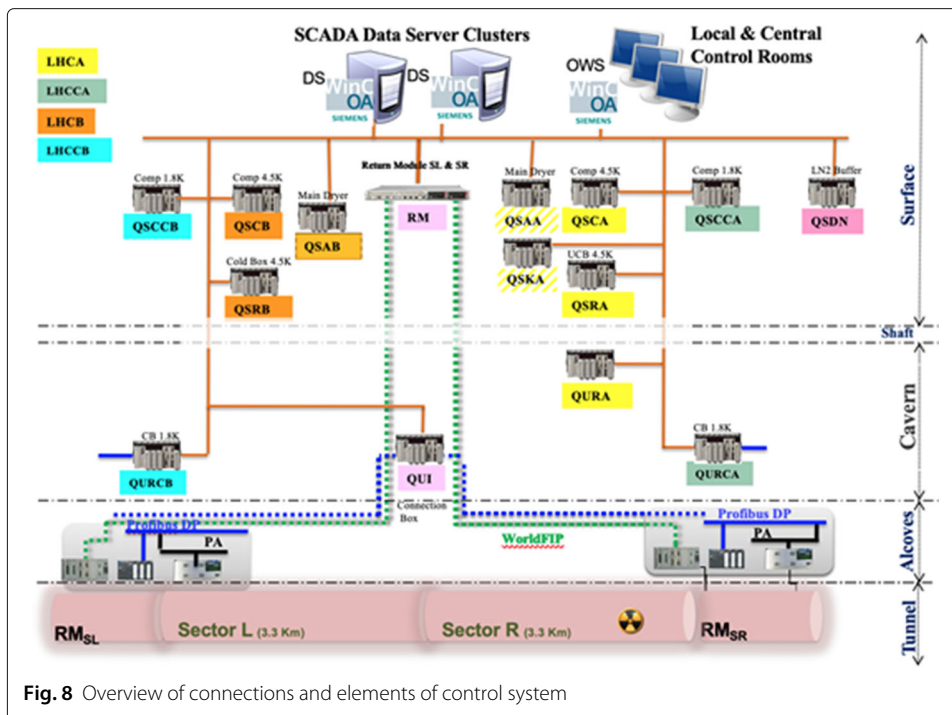 SCADA Data Server Clusters
Local & Central
Control Rooms
LHCA
LHCCA
LHCB
LHCCB
DS
WinC
OA
SIEMENS
DS
WinC
OA
SIEMENS
OWS
WinC
OA
SIEMENS
Return Module SL & SR
Comp 1.8K
QSCCB
Comp 4.5K
QSCB
Main Dryer
QSAB
RM
Main Dryer
QSAA
Comp 4.5K
QSCA
Comp 1.8K
QSCCA
LN2 Buffer
QSDN
Cold Box 4.5K
QSRB
QSKA
UCB 4.5K
QSRA
Surface
Shaft
QURA
CB 1.8K
QURCB
QUI
CB 1.8K
QURCA
Cavern
Connection
Box
Profibus DP
PA
WorldFIP
Profibus DP
PA
Alcoves
RMSL
Sector L (3.3 Km)
Sector R (3.3 Km)
RMSR
Tunnel
Fig. 8 Overview of connections and elements of control system